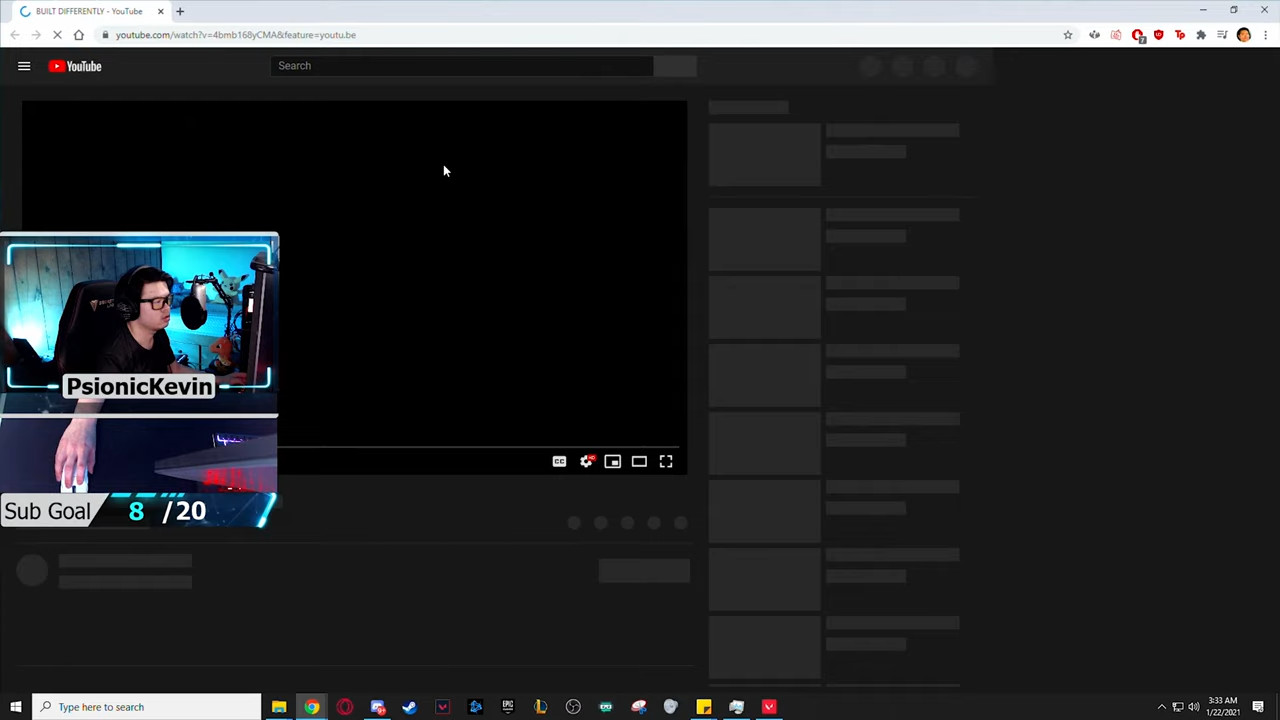 BUILT DIFFERENTLY - YouTube
youtube.com/watch?v=4bmb168yCMA&feature=youtu.be
YouTube
Search
PsionicKevin
Sub Goal 8 /20
Type here to search
3:33 AM
1/22/2021